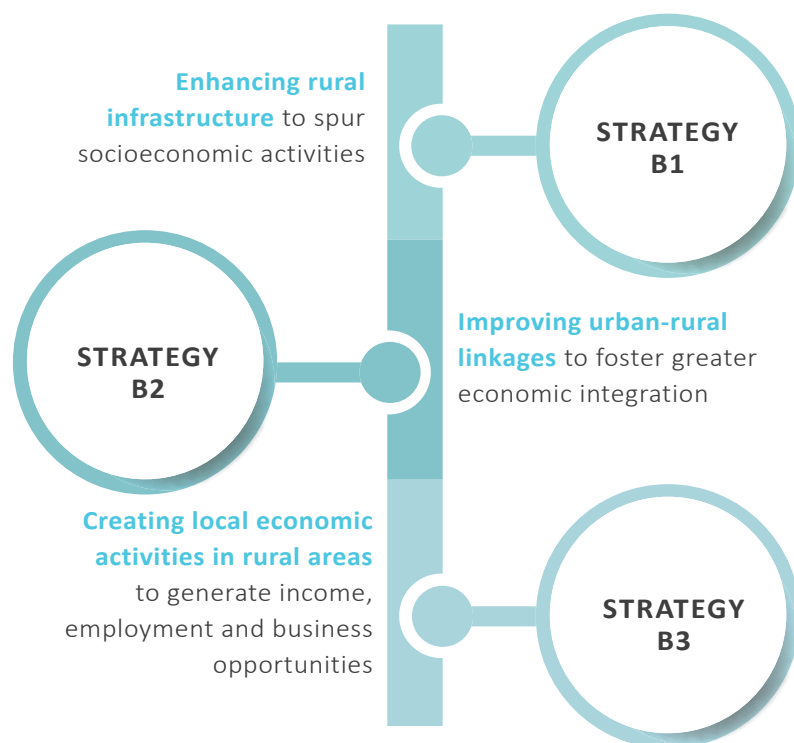 Enhancing rural
infrastructure to spur
socioeconomic activities
STRATEGY
B1
STRATEGY
B2
Improving urban-rural
linkages to foster greater
economic integration
Creating local economic
activities in rural areas
to generate income,
employment and business
opportunities
STRATEGY
B3